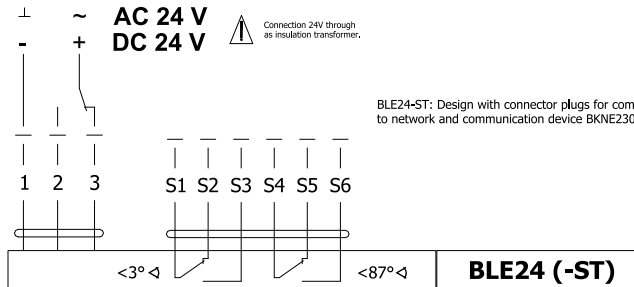 ⊥ ~ AC 24 V
- + DC 24 V
Connection 24V through
as insulation transformer.
BLE24-ST: Design with connector plugs for com
to network and communication device BKNE230
1 2 3 S1 S2 S3 S4 S5 S6
<3° <87° BLE24 (-ST)